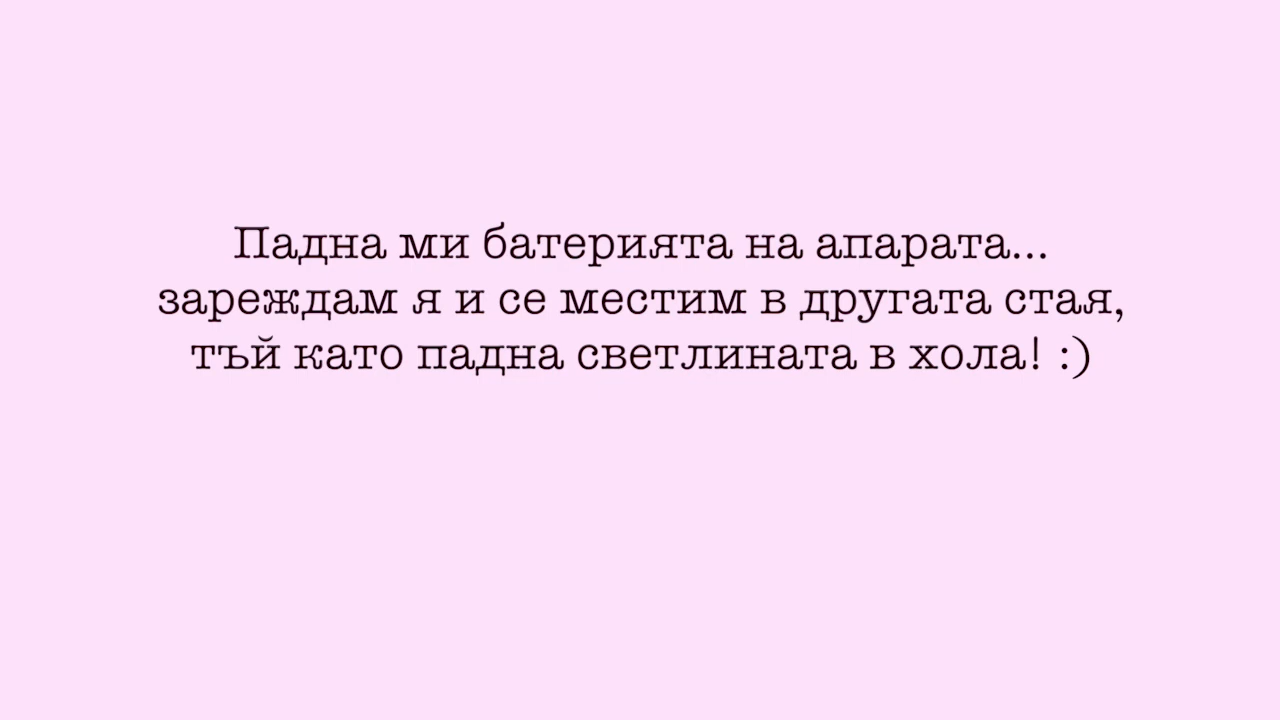 Падна ми батерията на апарата...
зареждам я и се местим в другата стая,
тъй като падна светлината в хола! :)